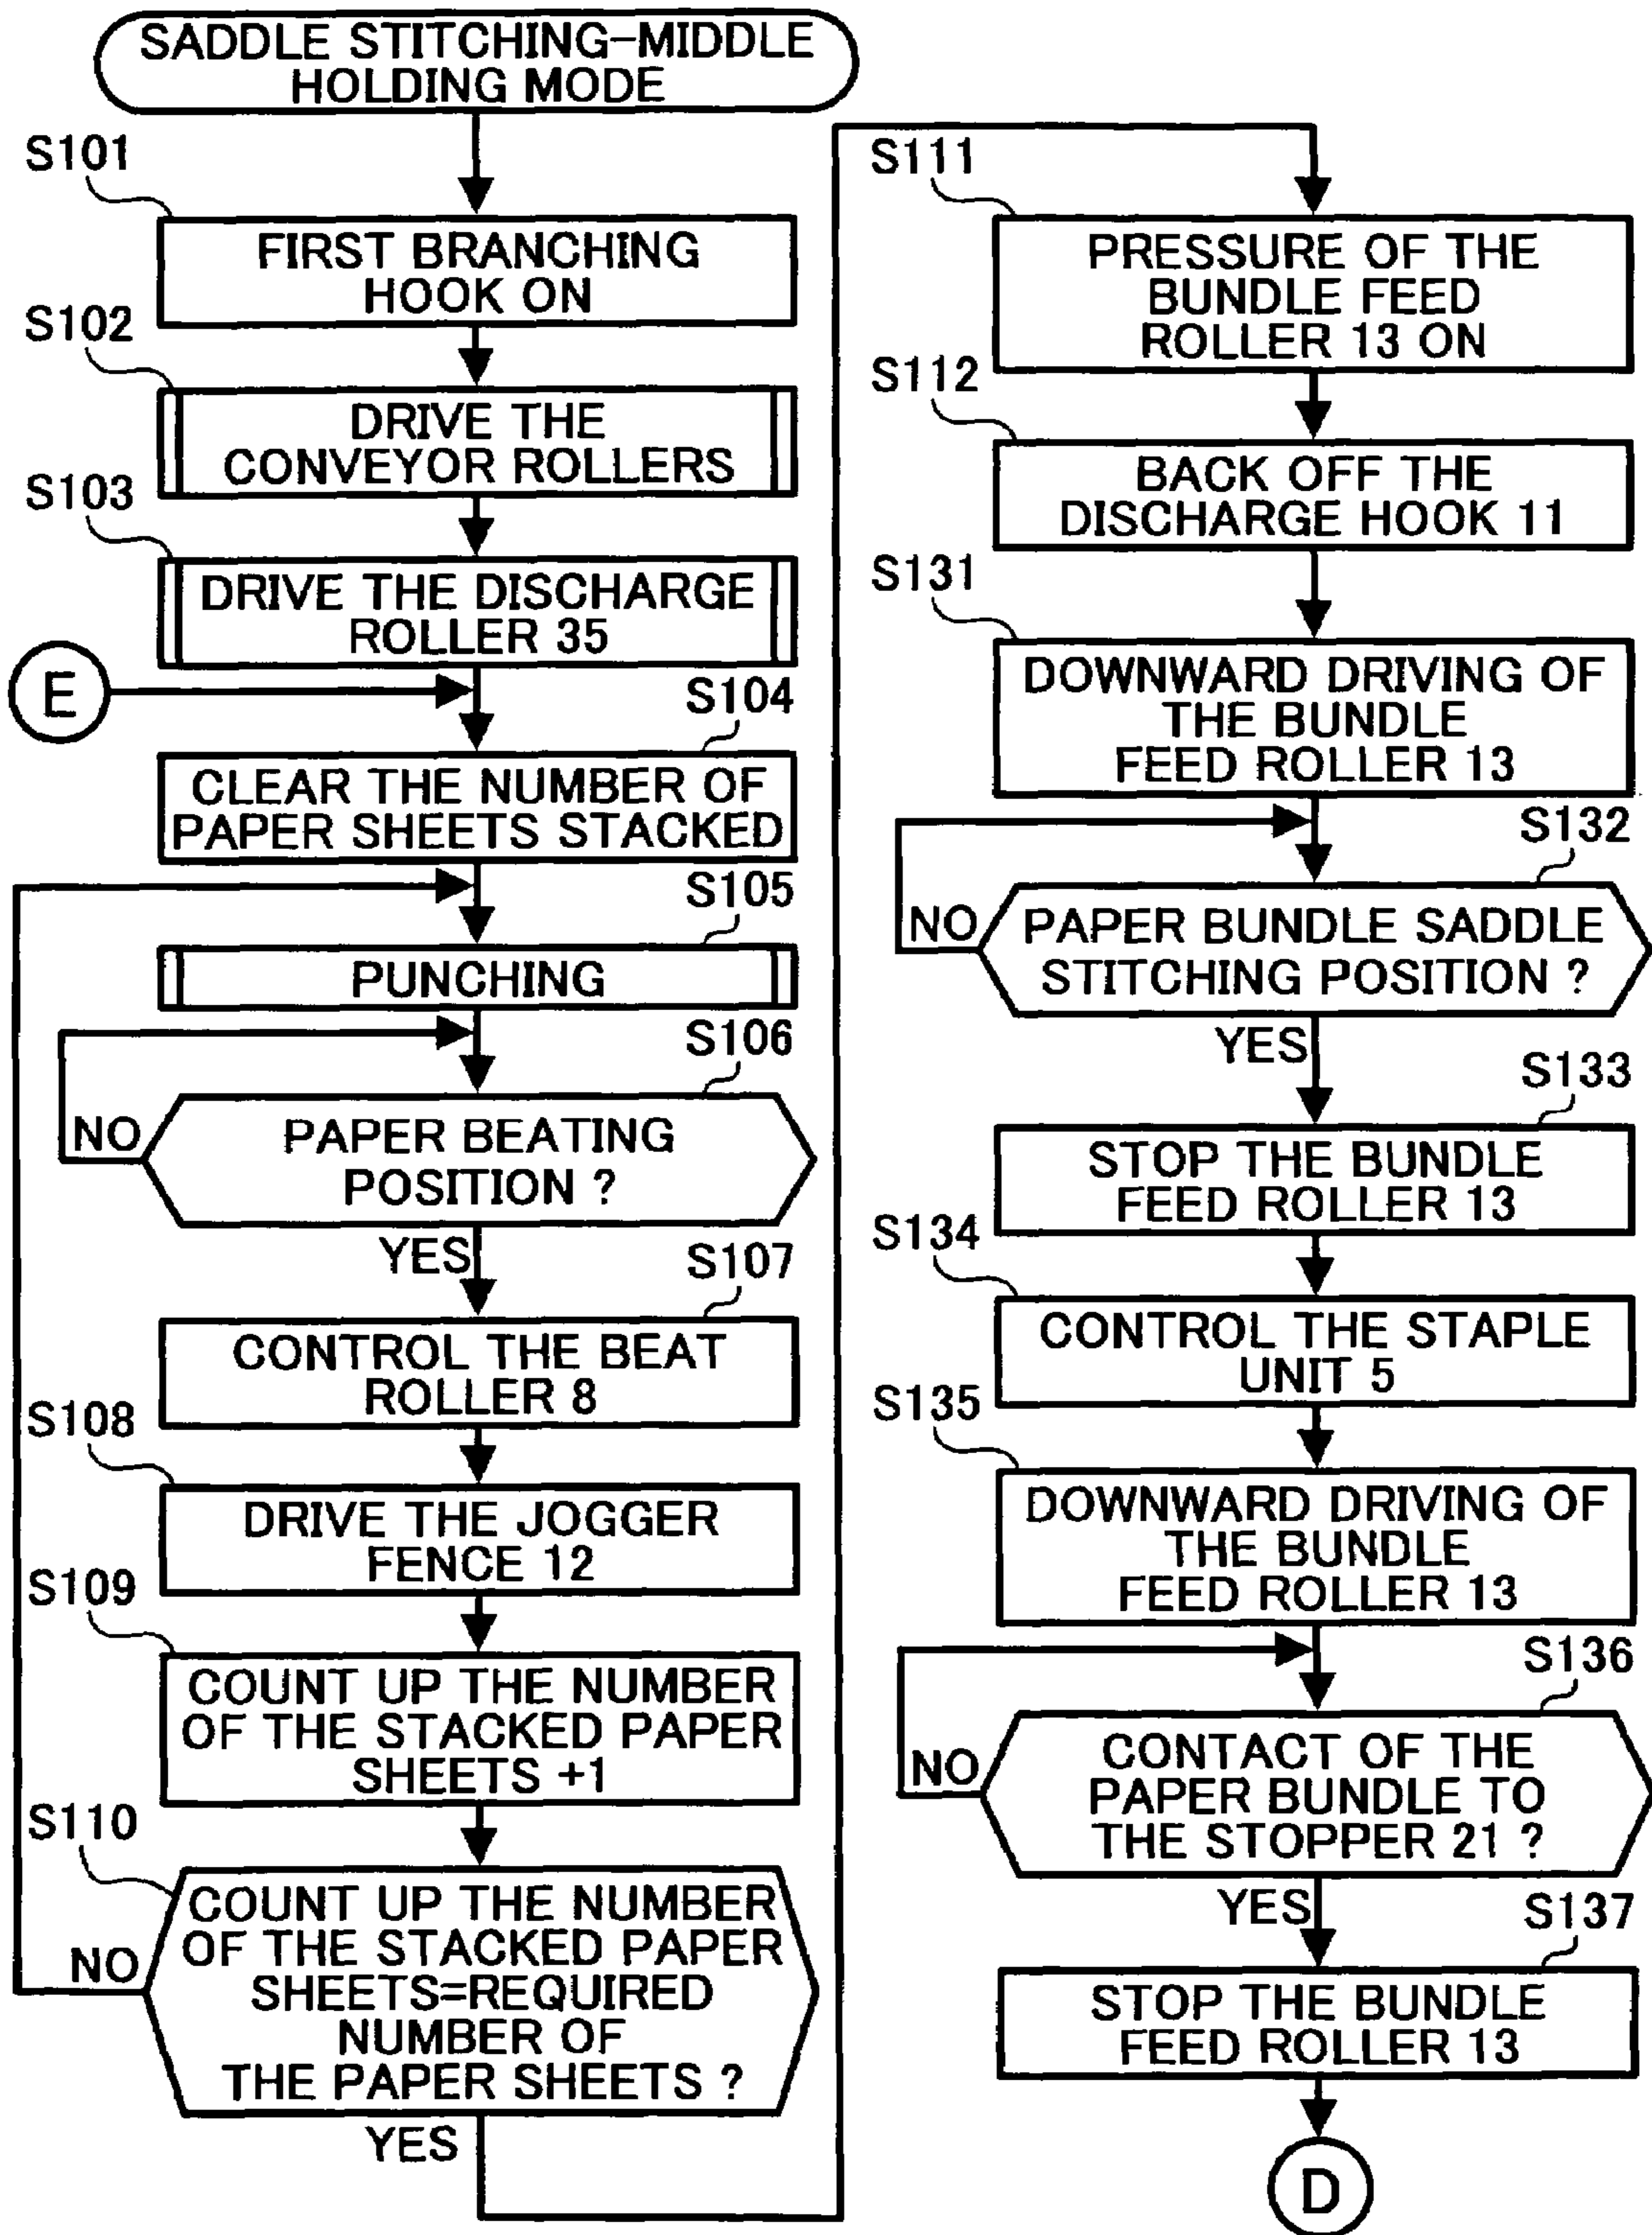 SADDLE STITCHING-MIDDLE
HOLDING MODE
S101
FIRST BRANCHING
HOOK ON
S102
DRIVE THE
CONVEYOR ROLLERS
S103
DRIVE THE DISCHARGE
ROLLER 35
E
S104
CLEAR THE NUMBER OF
PAPER SHEETS STACKED
S105
PUNCHING
S106
NO
PAPER BEATING
POSITION ?
YES
S107
CONTROL THE BEAT
ROLLER 8
S108
DRIVE THE JOGGER
FENCE 12
S109
COUNT UP THE NUMBER
OF THE STACKED PAPER
SHEETS +1
S110
NO
COUNT UP THE NUMBER
OF THE STACKED PAPER
SHEETS=REQUIRED
NUMBER OF
THE PAPER SHEETS ?
YES
S111
PRESSURE OF THE
BUNDLE FEED
ROLLER 13 ON
S112
BACK OFF THE
DISCHARGE HOOK 11
S131
DOWNWARD DRIVING OF
THE BUNDLE
FEED ROLLER 13
S132
NO
PAPER BUNDLE SADDLE
STITCHING POSITION ?
YES
S133
STOP THE BUNDLE
FEED ROLLER 13
S134
CONTROL THE STAPLE
UNIT 5
S135
DOWNWARD DRIVING OF
THE BUNDLE
FEED ROLLER 13
S136
NO
CONTACT OF THE
PAPER BUNDLE TO
THE STOPPER 21 ?
YES
S137
STOP THE BUNDLE
FEED ROLLER 13
D